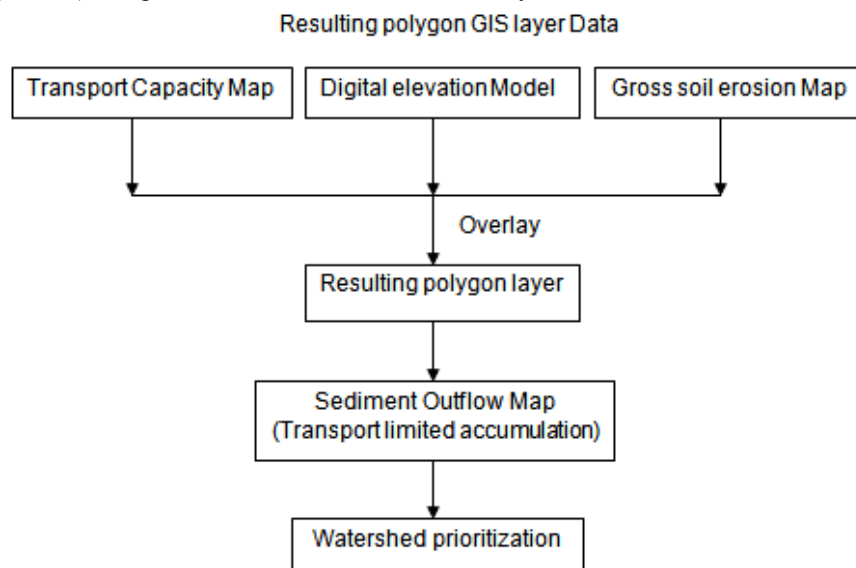 Resulting polygon GIS layer Data
Transport Capacity Map
Digital elevation Model
Gross soil erosion Map
Overlay
Resulting polygon layer
Sediment Outflow Map
(Transport limited accumulation)
Watershed prioritization